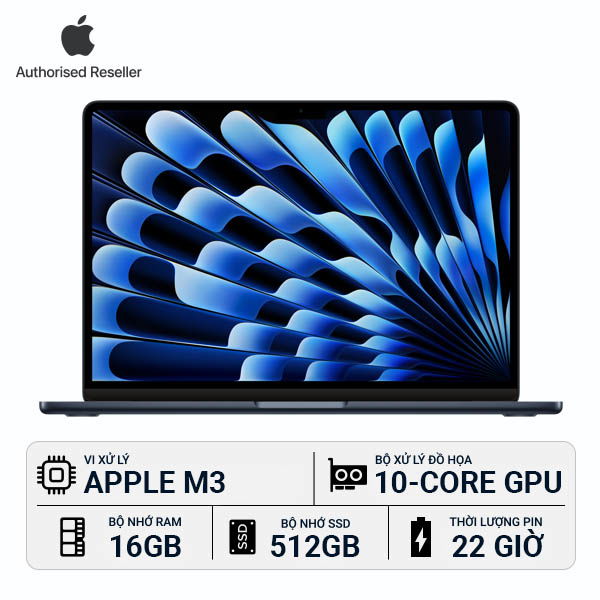 Authorised Reseller
VI XỬ LÝ
APPLE M3
BỘ XỬ LÝ ĐỒ HỌA
10-CORE GPU
BỘ NHỚ RAM
16GB
SSD
BỘ NHỚ SSD
512GB
THỜI LƯỢNG PIN
22 GIỜ